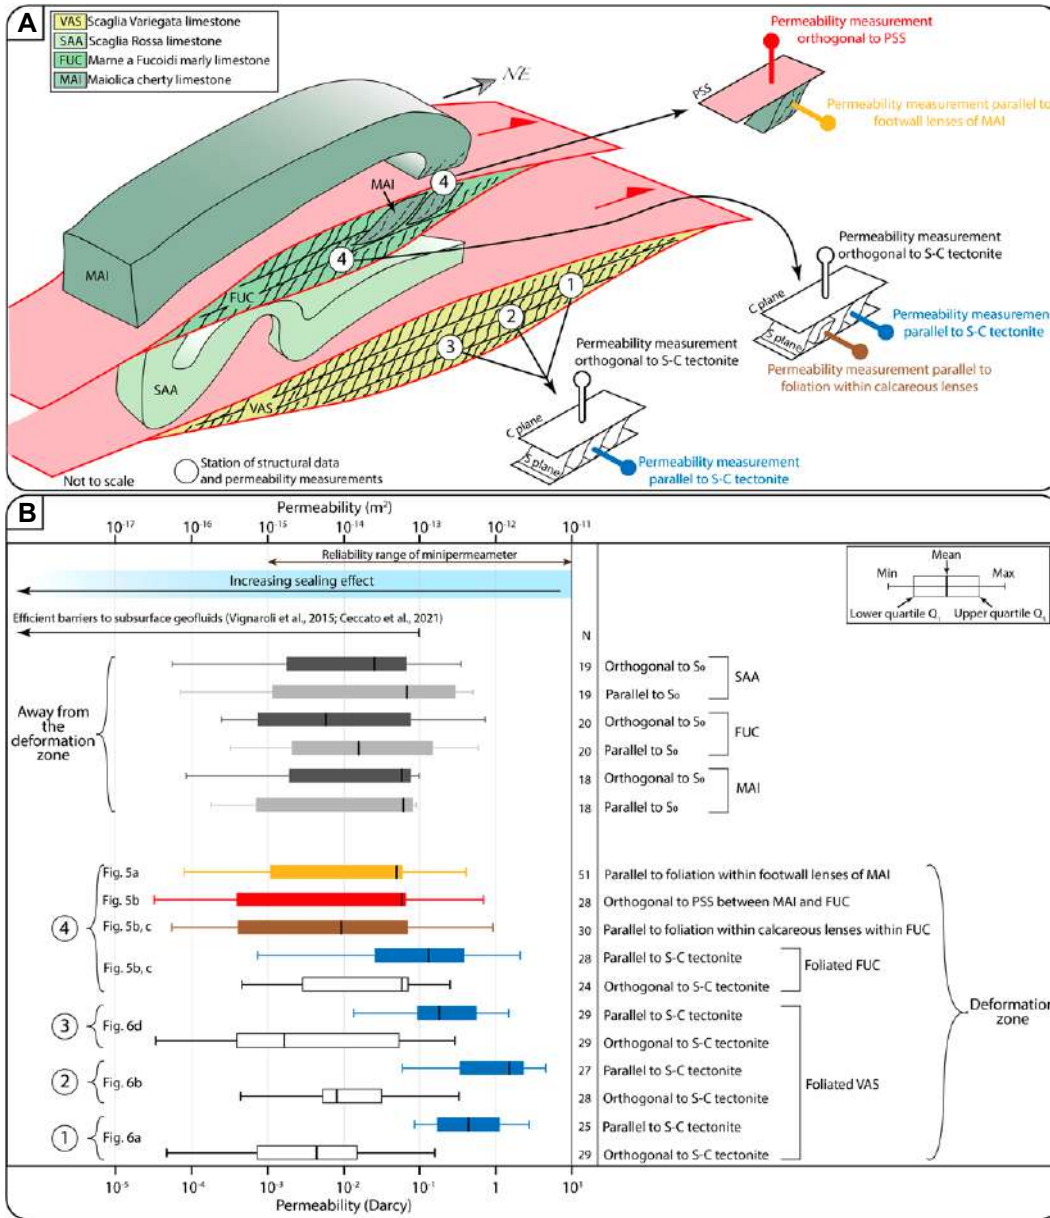 A
VAS Scaglia Variegata limestone
SAA Scaglia Rossa limestone
FUC Marne a Fucoidi marly limestone
MAI Maiolica cherty limestone
NE
Permeability measurement
orthogonal to PSS
PSS
Permeability measurement parallel to
footwall lenses of MAI
MAI
4
MAI
4
FUC
1
2
3
SAA
VAS
Permeability measurement
orthogonal to S-C tectonite
C plane
S plane
Permeability measurement
parallel to S-C tectonite
Permeability measurement parallel to
foliation within calcareous lenses
Permeability measurement
orthogonal to S-C tectonite
C plane
S plane
Permeability measurement
parallel to S-C tectonite
Station of structural data
and permeability measurements
Not to scale
B
Permeability (m²)
10⁻¹⁷ 10⁻¹⁶ 10⁻¹⁵ 10⁻¹⁴ 10⁻¹³ 10⁻¹² 10⁻¹¹
Reliability range of minipermeameter
Increasing sealing effect
Efficient barriers to subsurface geofluids (Vignaroli et al., 2015; Ceccato et al., 2021)
Mean
Min Max
Lower quartile Q₁ Upper quartile Q₃
N
Away from
the
deformation
zone
19 Orthogonal to S₀
SAA
19 Parallel to S₀
20 Orthogonal to S₀
FUC
20 Parallel to S₀
18 Orthogonal to S₀
MAI
18 Parallel to S₀
4
Fig. 5a 51 Parallel to foliation within footwall lenses of MAI
Fig. 5b 28 Orthogonal to PSS between MAI and FUC
Fig. 5b, c 30 Parallel to foliation within calcareous lenses within FUC
Fig. 5b, c
28 Parallel to S-C tectonite
Foliated FUC
24 Orthogonal to S-C tectonite
3 Fig. 6d
29 Parallel to S-C tectonite
29 Orthogonal to S-C tectonite
2 Fig. 6b
27 Parallel to S-C tectonite
Foliated VAS
28 Orthogonal to S-C tectonite
1 Fig. 6a
25 Parallel to S-C tectonite
29 Orthogonal to S-C tectonite
Deformation
zone
10⁻⁵ 10⁻⁴ 10⁻³ 10⁻² 10⁻¹ 1 10¹
Permeability (Darcy)